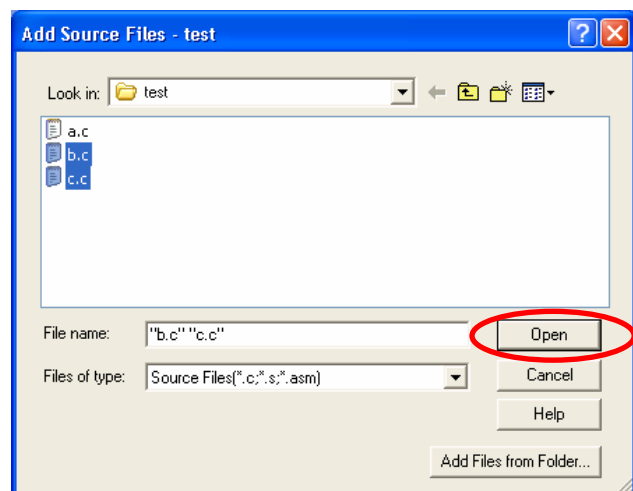 Add Source Files - test
Look in: test
a.c
b.c
c.c
File name: "b.c" "c.c" Open
Files of type: Source Files(*.c;*.s;*.asm) Cancel
Help
Add Files from Folder...